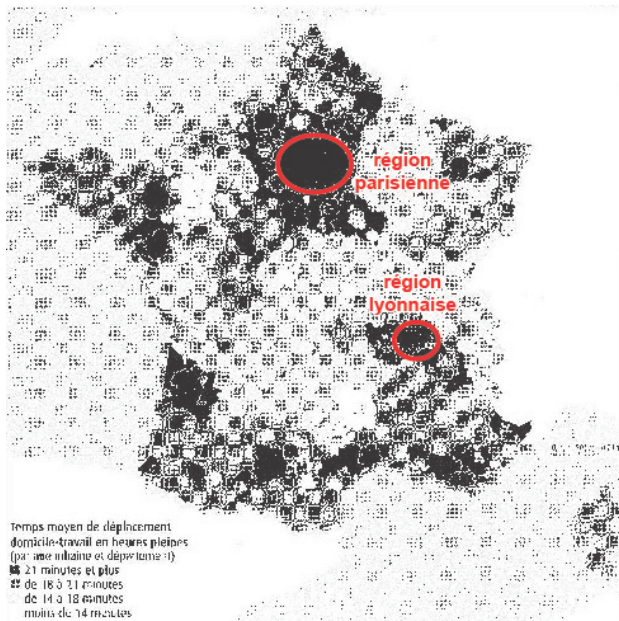 région
parisienne
région
lyonnaise
Temps moyen de déplacement
domicile-travail en heures pleines
(par aire urbaine et département)
21 minutes et plus
de 18 à 21 minutes
de 14 à 18 minutes
moins de 14 minutes